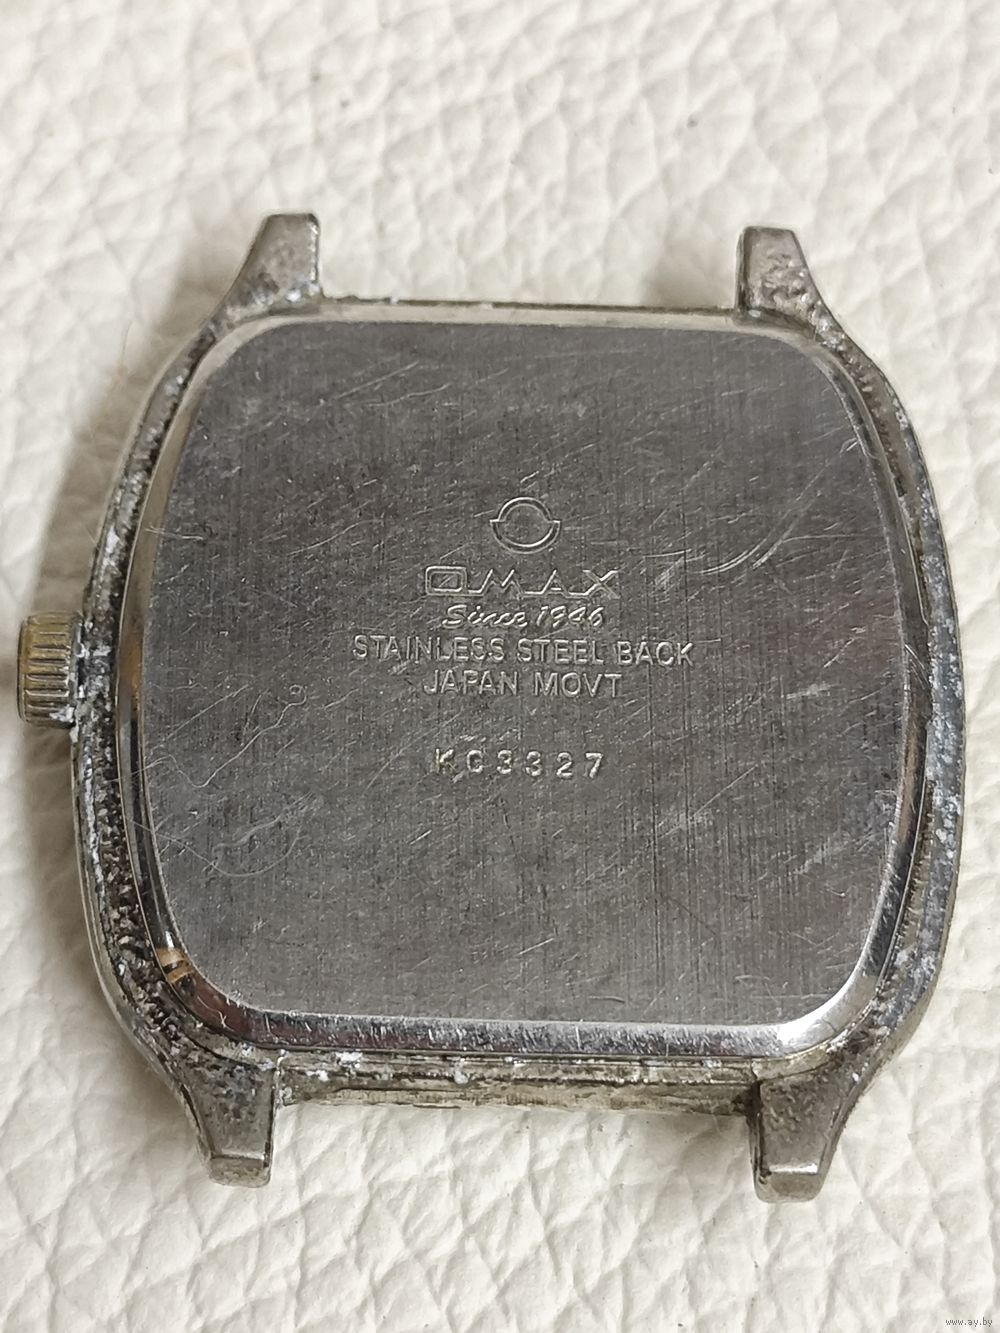 OMAX
Since 1946
STAINLESS STEEL BACK
JAPAN MOVT
KC3327
www.ay.by